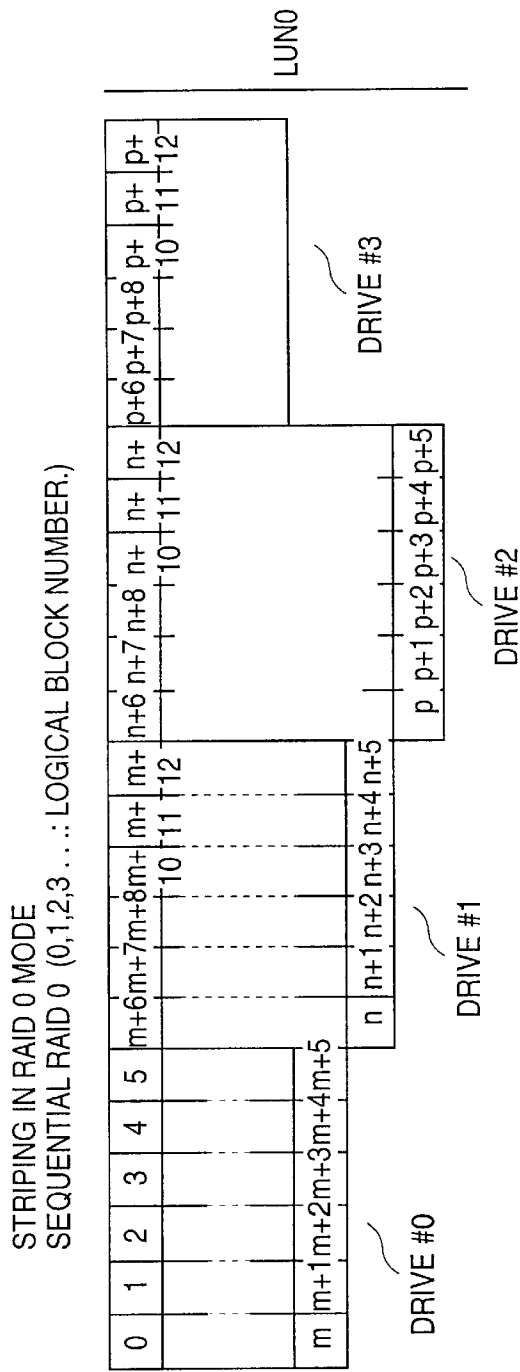 STRIPING IN RAID 0 MODE
SEQUENTIAL RAID 0 (0,1,2,3 . . .: LOGICAL BLOCK NUMBER.)
0 1 2 3 4 5 m+6 m+7 m+8 m+ 10 m+ 11 m+ 12 n+6 n+7 n+8 n+ 10 n+ 11 n+ 12 p+6 p+7 p+8 p+ 10 p+ 11 p+ 12
m m+1 m+2 m+3 m+4 m+5
n n+1 n+2 n+3 n+4 n+5
p p+1 p+2 p+3 p+4 p+5
DRIVE #0
DRIVE #1
DRIVE #2
DRIVE #3
LUN0